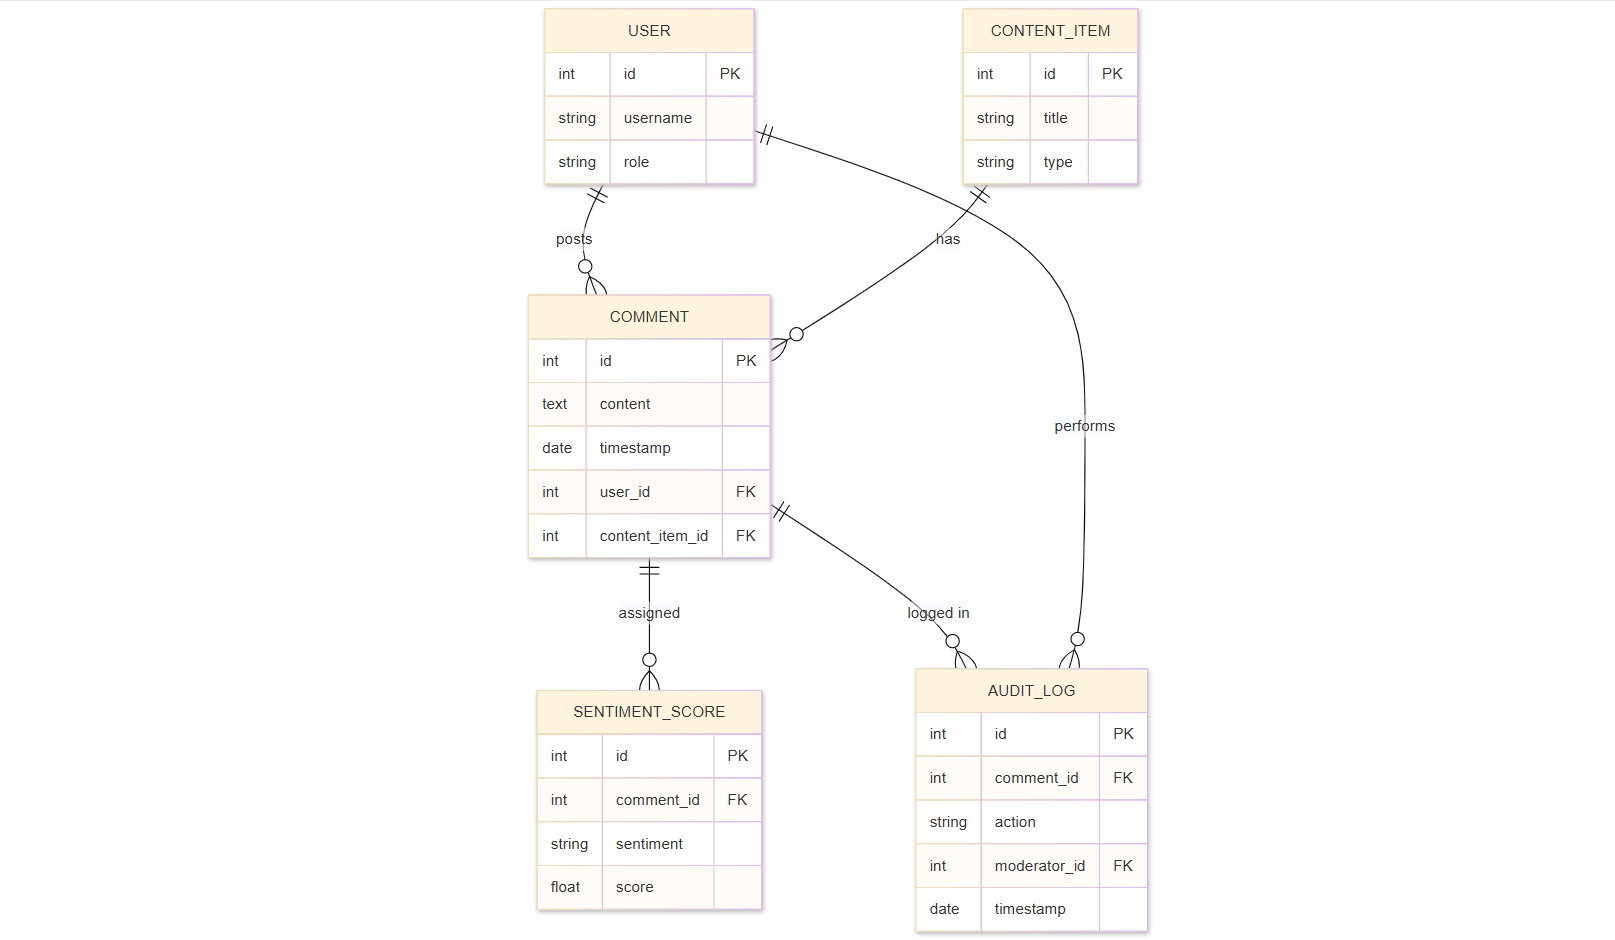 USER
int id PK
string username
string role
CONTENT_ITEM
int id PK
string title
string type
posts
has
COMMENT
int id PK
text content
date timestamp
int user_id FK
int content_item_id FK
performs
assigned
logged in
SENTIMENT_SCORE
int id PK
int comment_id FK
string sentiment
float score
AUDIT_LOG
int id PK
int comment_id FK
string action
int moderator_id FK
date timestamp